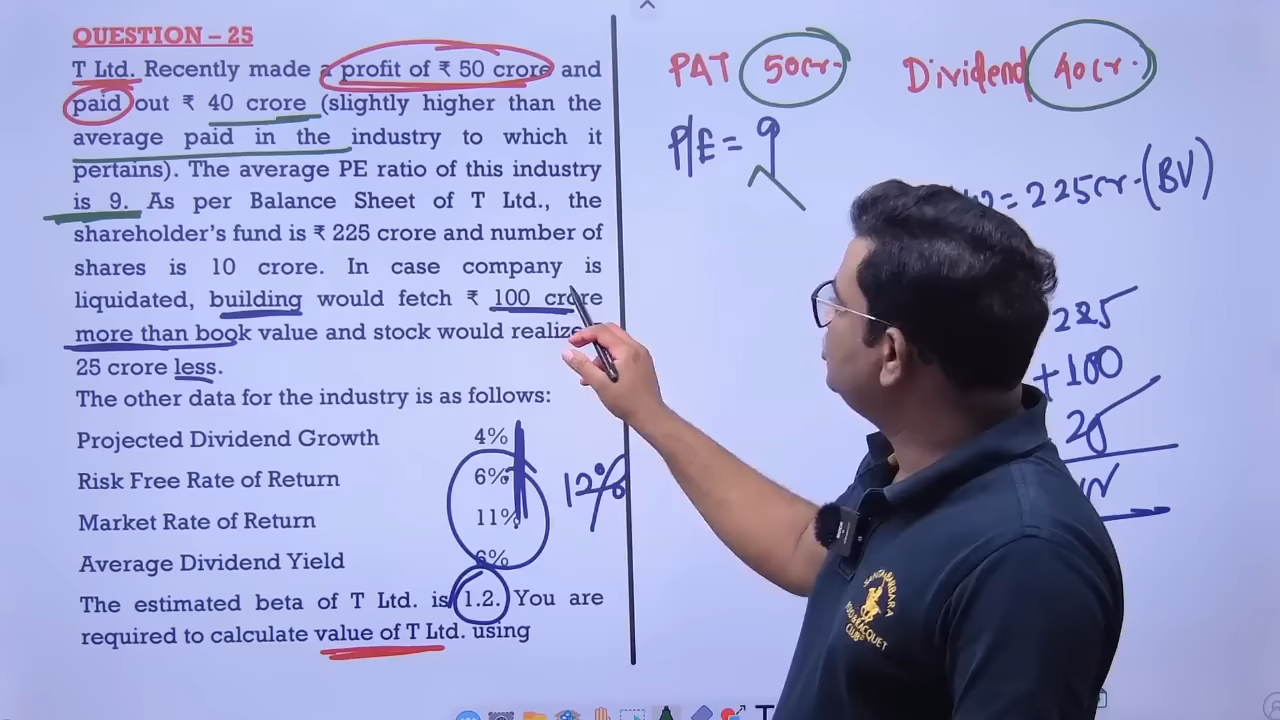 QUESTION – 25
T Ltd. Recently made a profit of ₹ 50 crore and
paid out ₹ 40 crore (slightly higher than the
average paid in the industry to which it
pertains). The average PE ratio of this industry
is 9. As per Balance Sheet of T Ltd., the
shareholder's fund is ₹ 225 crore and number of
shares is 10 crore. In case company is
liquidated, building would fetch ₹ 100 crore
more than book value and stock would realize
25 crore less.
The other data for the industry is as follows:
Projected Dividend Growth 4%
Risk Free Rate of Return 6%
Market Rate of Return 11%
Average Dividend Yield 6%
12%
The estimated beta of T Ltd. is 1.2. You are
required to calculate value of T Ltd. using
PAT 50cr. Dividend 40cr.
P/E = 9
= 225cr. (BV)
225
+100
25
SANTA BARBARA
CLUB